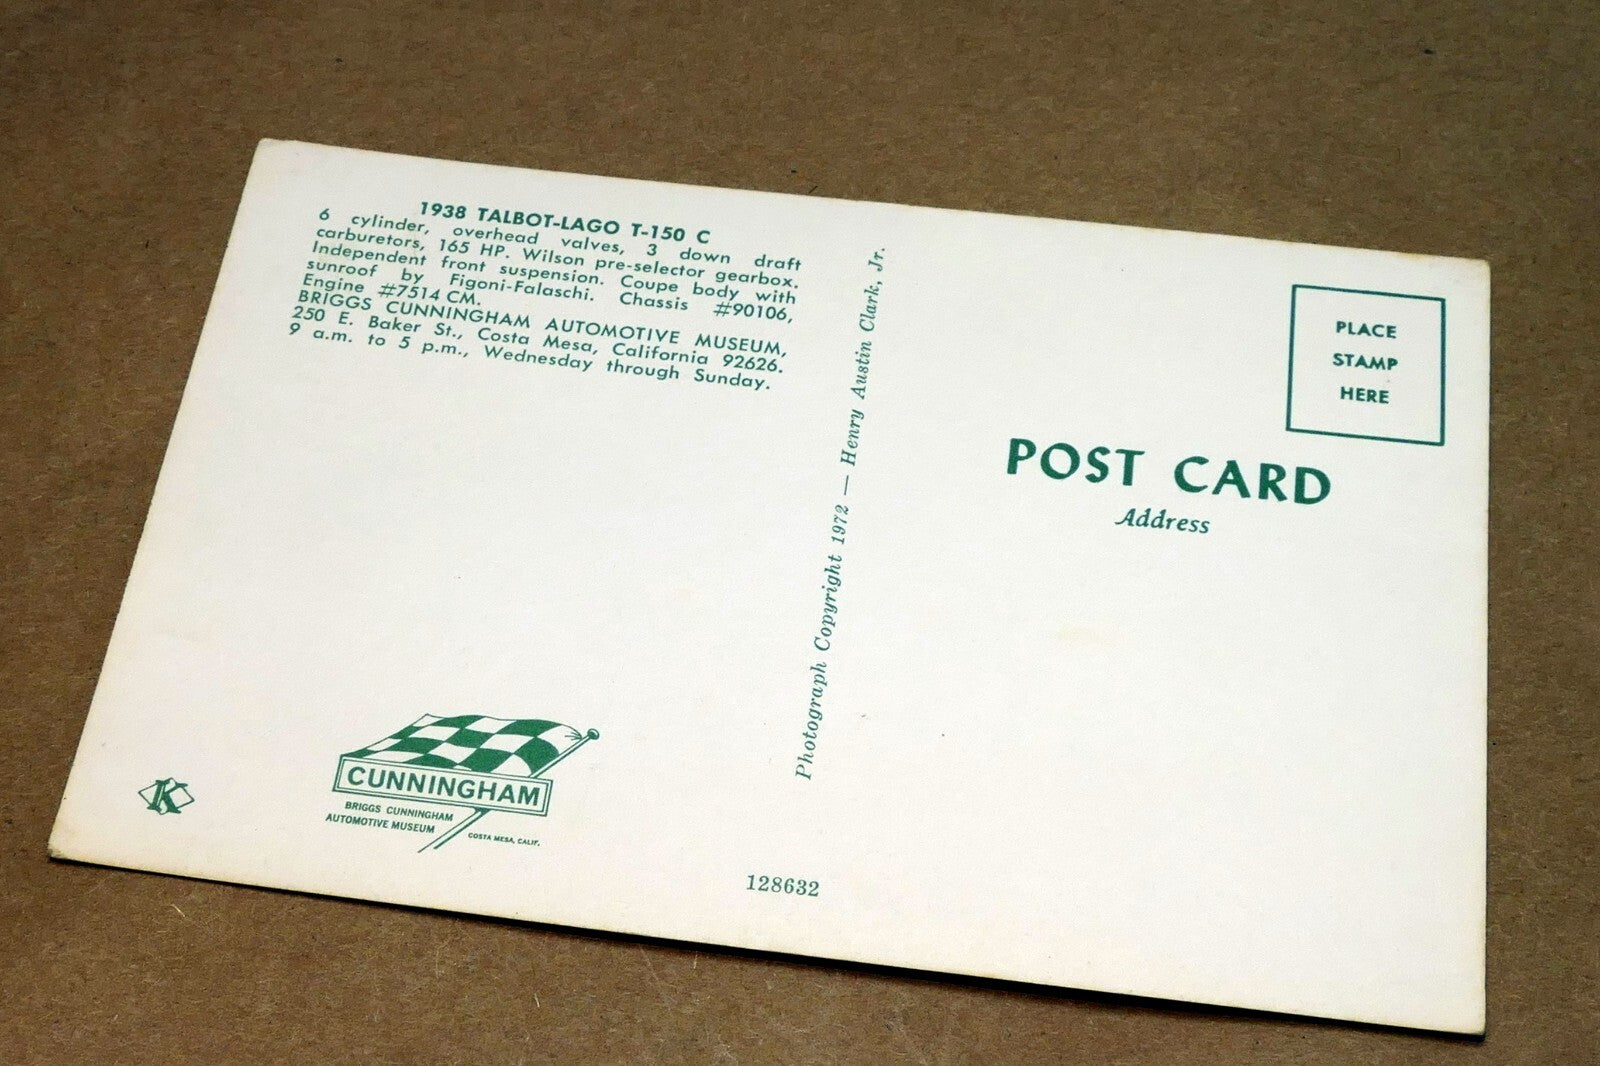 1938 TALBOT-LAGO T-150 C
6 cylinder, overhead valves, 3 down draft
carburetors, 165 HP. Wilson pre-selector gearbox.
Independent front suspension. Coupe body with
sunroof by Figoni-Falaschi. Chassis #90106,
Engine #7514 CM.
BRIGGS CUNNINGHAM AUTOMOTIVE MUSEUM,
250 E. Baker St., Costa Mesa, California 92626.
9 a.m. to 5 p.m., Wednesday through Sunday.
K
CUNNINGHAM
BRIGGS CUNNINGHAM
AUTOMOTIVE MUSEUM
COSTA MESA, CALIF.
128632
Photograph Copyright 1972 — Henry Austin Clark, Jr.
PLACE
STAMP
HERE
POST CARD
Address